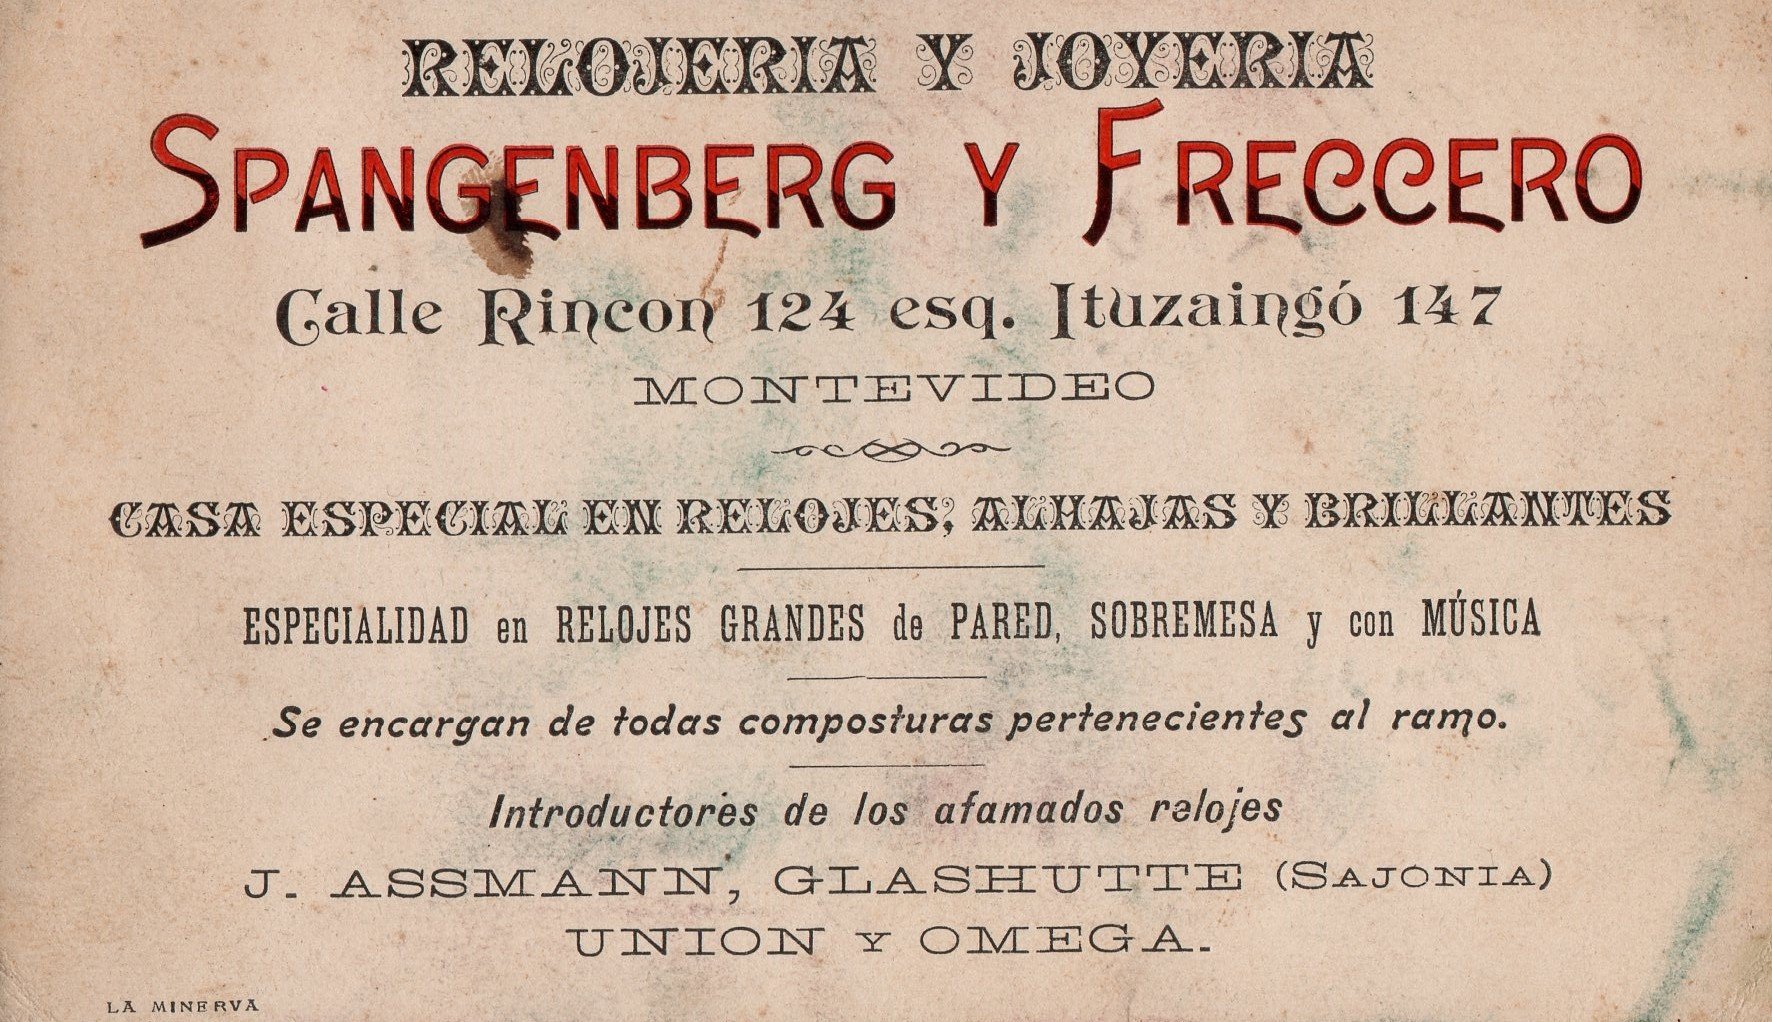 RELOJERIA Y JOYERIA
SPANGENBERG Y FRECCERO
Calle Rincon 124 esq. Ituzaingó 147
MONTEVIDEO
CASA ESPECIAL EN RELOJES, ALHAJAS Y BRILLANTES
ESPECIALIDAD en RELOJES GRANDES de PARED, SOBREMESA y con MÚSICA
Se encargan de todas composturas pertenecientes al ramo.
Introductores de los afamados relojes
J. ASSMANN, GLASHUTTE (SAJONIA)
UNION Y OMEGA.
LA MINERVA